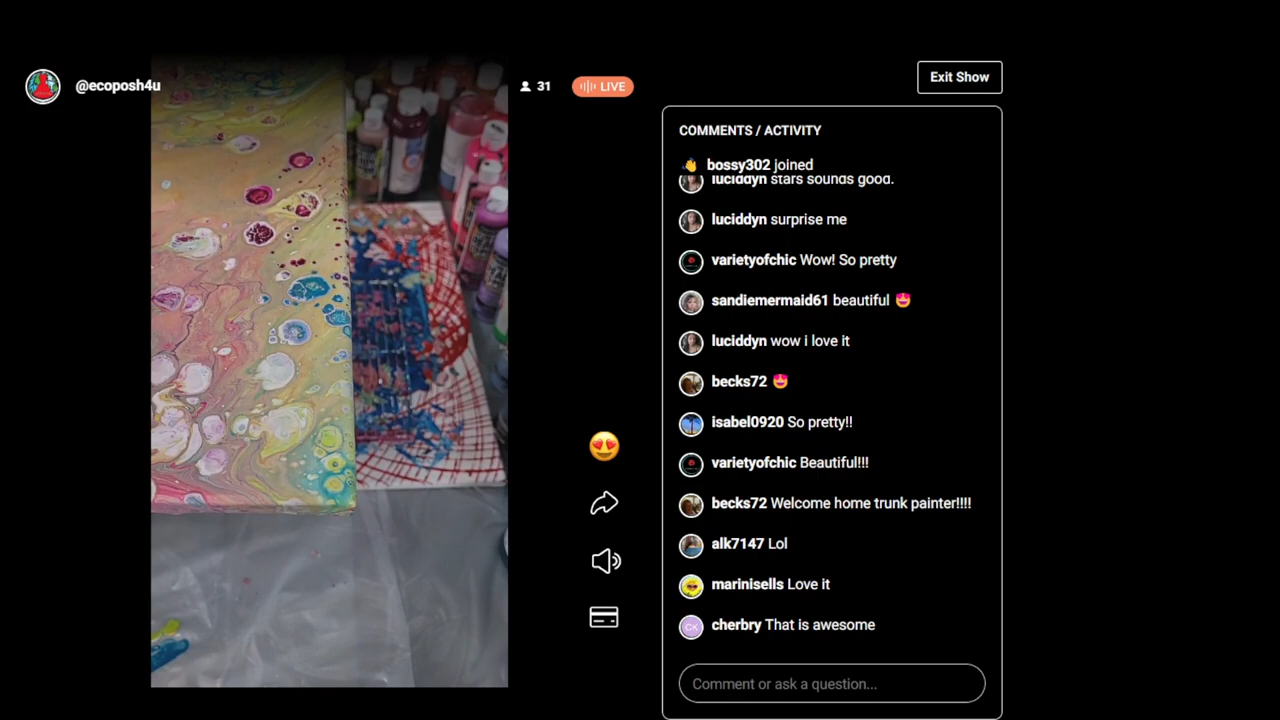 @ecoposh4u
31
LIVE
Exit Show
COMMENTS / ACTIVITY
bossy302 joined
luciddyn stars sounds good.
luciddyn surprise me
varietyofchic Wow! So pretty
sandiemermaid61 beautiful 😍
luciddyn wow i love it
becks72 😍
isabel0920 So pretty!!
varietyofchic Beautiful!!!
becks72 Welcome home trunk painter!!!!
alk7147 Lol
marinisells Love it
CK
cherbry That is awesome
Comment or ask a question...